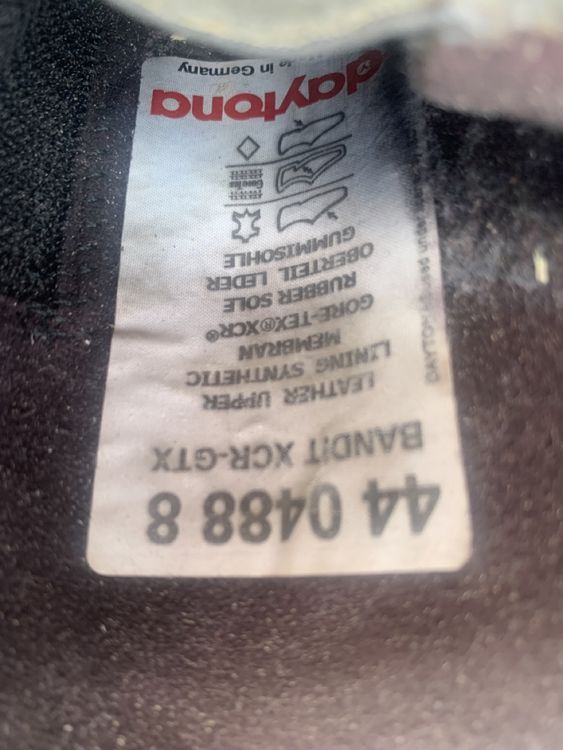 44 0488 8
BANDIT XCR-GTX
LEATHER UPPER
LINING SYNTHETIC
MEMBRAN
GORE-TEX®XCR®
RUBBER SOLE
OBERTEIL LEDER
GUMMISOHLE
daytona
in Germany